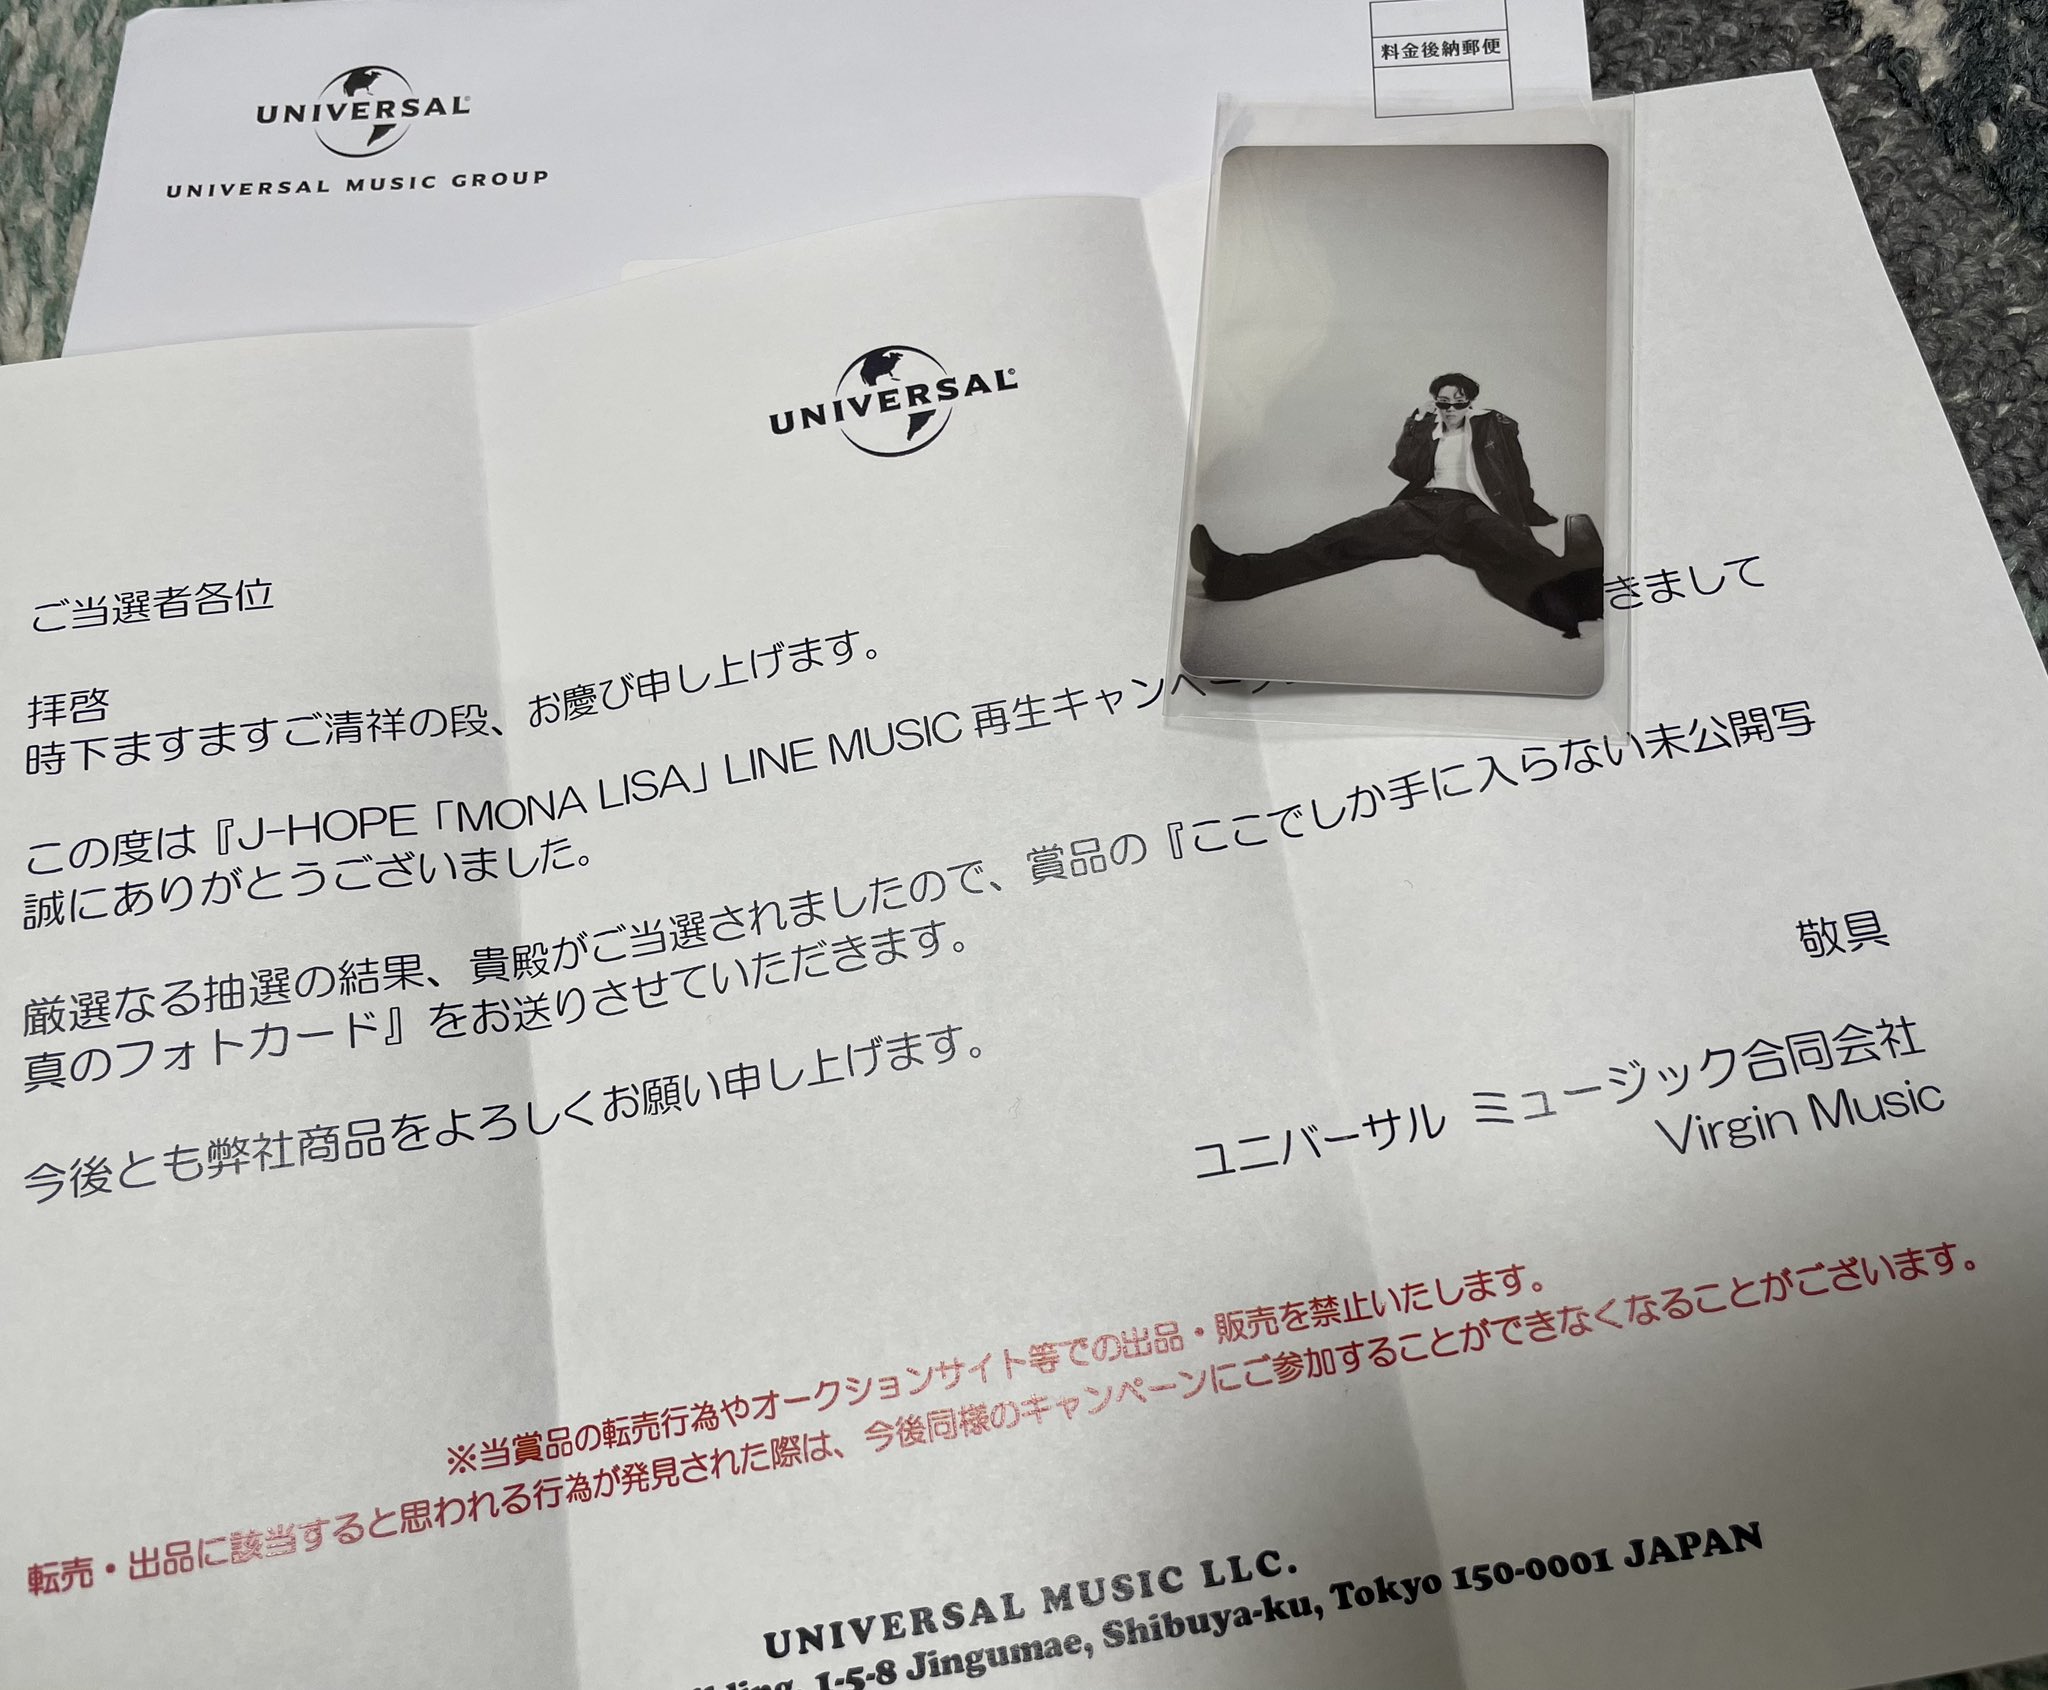 料金後納郵便
UNIVERSAL
UNIVERSAL MUSIC GROUP
UNIVERSAL
ご当選者各位
拝啓
時下ますますご清祥の段、お慶び申し上げます。
この度は『J-HOPE「MONA LISA」LINE MUSIC 再生キャンペーン きまして
誠にありがとうございました。
厳選なる抽選の結果、貴殿がご当選されましたので、賞品の『ここでしか手に入らない未公開写
真のフォトカード』をお送りさせていただきます。
今後とも弊社商品をよろしくお願い申し上げます。
敬具
ユニバーサル ミュージック合同会社
Virgin Music
※当賞品の転売行為やオークションサイト等での出品・販売を禁止いたします。
転売・出品に該当すると思われる行為が発見された際は、今後同様のキャンペーンにご参加することができなくなることがございます。
UNIVERSAL MUSIC LLC.
1-5-8 Jingumae, Shibuya-ku, Tokyo 150-0001 JAPAN